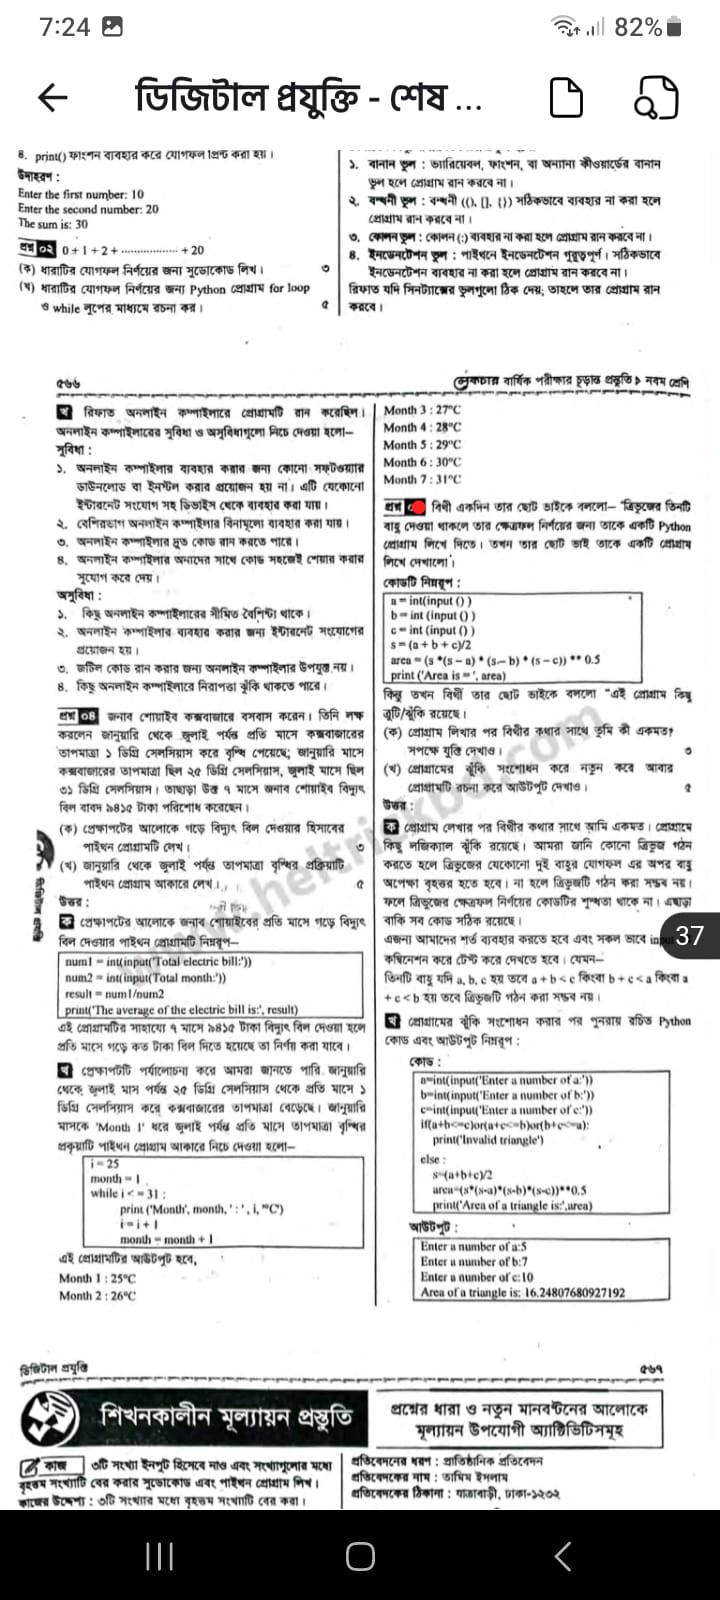 7:24
82%
ডিজিটাল প্রযুক্তি - শেষ ...
৪. print() ফাংশন ব্যবহার করে যোগফল প্রিন্ট করা হয়।
উদাহরণ :
Enter the first number: 10
Enter the second number: 20
The sum is: 30
প্রশ্ন ০২ 0 + 1 + 2 + .................... + 20
(ক) ধারাটির যোগফল নির্ণয়ের জন্য সুডোকোড লিখ। ৩
(খ) ধারাটির যোগফল নির্ণয়ের জন্য Python প্রোগ্রাম for loop
ও while লুপের মাধ্যমে রচনা কর। ৫
১. বানান ভুল : ভ্যারিয়েবল, ফাংশন, বা অন্যান্য কীওয়ার্ডের বানান
ভুল হলে প্রোগ্রাম রান করবে না।
২. বন্ধনী ভুল : বন্ধনী ((), [], {}) সঠিকভাবে ব্যবহার না করা হলে
প্রোগ্রাম রান করবে না।
৩. কোলন ভুল : কোলন (:) ব্যবহার না করা হলে প্রোগ্রাম রান করবে না।
৪. ইনডেনটেশন ভুল : পাইথনে ইনডেনটেশন গুরুত্বপূর্ণ। সঠিকভাবে
ইনডেনটেশন ব্যবহার না করা হলে প্রোগ্রাম রান করবে না।
রিফাত যদি সিনট্যাক্সের ভুলগুলো ঠিক দেয়; তাহলে তার প্রোগ্রাম রান
করবে।
৫৬৬
লেকচার বার্ষিক পরীক্ষার চূড়ান্ত প্রস্তুতি ▶ নবম শ্রেণি
খ রিফাত অনলাইন কম্পাইলারে প্রোগ্রামটি রান করেছিল।
অনলাইন কম্পাইলারের সুবিধা ও অসুবিধাগুলো নিচে দেওয়া হলো—
সুবিধা :
১. অনলাইন কম্পাইলার ব্যবহার করার জন্য কোনো সফ্টওয়্যার
ডাউনলোড বা ইনস্টল করার প্রয়োজন হয় না। এটি যেকোনো
ইন্টারনেট সংযোগ সহ ডিভাইস থেকে ব্যবহার করা যায়।
২. বেশিরভাগ অনলাইন কম্পাইলার বিনামূল্যে ব্যবহার করা যায়।
৩. অনলাইন কম্পাইলার দ্রুত কোড রান করতে পারে।
৪. অনলাইন কম্পাইলার অন্যদের সাথে কোড সহজেই শেয়ার করার
সুযোগ করে দেয়।
অসুবিধা :
১. কিছু অনলাইন কম্পাইলারের সীমিত বৈশিষ্ট্য থাকে।
২. অনলাইন কম্পাইলার ব্যবহার করার জন্য ইন্টারনেট সংযোগের
প্রয়োজন হয়।
৩. জটিল কোড রান করার জন্য অনলাইন কম্পাইলার উপযুক্ত নয়।
৪. কিছু অনলাইন কম্পাইলারে নিরাপত্তা ঝুঁকি থাকতে পারে।
প্রশ্ন ০৪ জনাব শোয়াইব কক্সবাজারে বসবাস করেন। তিনি লক্ষ
করলেন জানুয়ারি থেকে জুলাই পর্যন্ত প্রতি মাসে কক্সবাজারের
তাপমাত্রা ১ ডিগ্রি সেলসিয়াস করে বৃদ্ধি পেয়েছে; জানুয়ারি মাসে
কক্সবাজারের তাপমাত্রা ছিল ২৫ ডিগ্রি সেলসিয়াস, জুলাই মাসে ছিল
৩১ ডিগ্রি সেলসিয়াস। তাছাড়া উক্ত ৭ মাসে জনাব শোয়াইব বিদ্যুৎ
বিল বাবদ ৯৪১৫ টাকা পরিশোধ করেছেন।
(ক) প্রেক্ষাপটের আলোকে গড়ে বিদ্যুৎ বিল দেওয়ার হিসাবের
পাইথন প্রোগ্রামটি লেখ। ৩
(খ) জানুয়ারি থেকে জুলাই পর্যন্ত তাপমাত্রা বৃদ্ধির প্রক্রিয়াটি
পাইথন প্রোগ্রাম আকারে লেখ। ৫
উত্তর :
ক প্রেক্ষাপটের আলোকে জনাব শোয়াইবের প্রতি মাসে গড়ে বিদ্যুৎ
বিল দেওয়ার পাইথন প্রোগ্রামটি নিম্নরূপ—
num1 = int(input('Total electric bill:'))
num2 = int(input(Total month:'))
result = num1/num2
print('The average of the electric bill is:', result)
এই প্রোগ্রামটির সাহায্যে ৭ মাসে ৯৪১৫ টাকা বিদ্যুৎ বিল দেওয়া হলে
প্রতি মাসে গড়ে কত টাকা বিল দিতে হয়েছে তা নির্ণয় করা যাবে।
খ প্রেক্ষাপটটি পর্যালোচনা করে আমরা জানতে পারি জানুয়ারি
থেকে জুলাই মাস পর্যন্ত ২৫ ডিগ্রি সেলসিয়াস থেকে প্রতি মাসে ১
ডিগ্রি সেলসিয়াস করে কক্সবাজারের তাপমাত্রা বেড়েছে। জানুয়ারি
মাসকে 'Month 1' ধরে জুলাই পর্যন্ত প্রতি মাসে তাপমাত্রা বৃদ্ধির
প্রক্রয়াটি পাইথন প্রোগ্রাম আকারে নিচে দেওয়া হলো—
i = 25
month = 1
while i < = 31 :
print ('Month', month, ' : ' , i, '°C')
i = i + 1
month = month + 1
এই প্রোগ্রামটির আউটপুট হবে,
Month 1 : 25°C
Month 2 : 26°C
Month 3 : 27°C
Month 4 : 28°C
Month 5 : 29°C
Month 6 : 30°C
Month 7 : 31°C
প্রশ্ন বিথী একদিন তার ছোট ভাইকে বললো— 'ত্রিভুজের তিনটি
বাহু দেওয়া থাকলে তার ক্ষেত্রফল নির্ণয়ের জন্য তাকে একটি Python
প্রোগ্রাম লিখে দিতে। তখন তার ছোট ভাই তাকে একটি প্রোগ্রাম
লিখে দেখালো'।
কোডটি নিম্নরূপ :
a = int(input ( ) )
b = int (input ( ) )
c = int (input ( ) )
s = (a + b + c)/2
area = (s *(s – a) * (s – b) * (s – c)) ** 0.5
print ('Area is = ', area)
কিন্তু তখন বিথী তার ছোট ভাইকে বললো "এই প্রোগ্রাম কিছু
ত্রুটি/ঝুঁকি রয়েছে।
(ক) প্রোগ্রাম লিখার পর বিথীর কথার সাথে তুমি কী একমত?
সপক্ষে যুক্তি দেখাও। ৩
(খ) প্রোগ্রামের ঝুঁকি সংশোধন করে নতুন করে আবার
প্রোগ্রামটি রচনা করে আউটপুট দেখাও। ৫
উত্তর :
ক প্রোগ্রাম লেখার পর বিথীর কথার সাথে আমি একমত। প্রোগ্রামে
কিছু লজিক্যাল ঝুঁকি রয়েছে। আমরা জানি কোনো ত্রিভুজ গঠন
করতে হলে ত্রিভুজের যেকোনো দুই বাহুর যোগফল এর অপর বাহু
অপেক্ষা বৃহত্তর হতে হবে। না হলে ত্রিভুজটি গঠন করা সম্ভব নয়।
ফলে ত্রিভুজের ক্ষেত্রফল নির্ণয়ের কোডটির শুদ্ধতা থাকে না। এছাড়া
বাকি সব কোড সঠিক রয়েছে।
এজন্য আমাদের শর্ত ব্যবহার করতে হবে এবং সকল ভাবে
কম্বিনেশন করে টেস্ট করে দেখতে হবে। যেমন—
তিনটি বাহু যদি a, b, c হয় তবে a + b < c কিংবা b + c < a কিংবা a
+ c < b হয় তবে ত্রিভুজটি গঠন করা সম্ভব নয়।
37
খ প্রোগ্রামের ঝুঁকি সংশোধন করার পর পুনরায় রচিত Python
কোড এবং আউটপুট নিম্নরূপ :
কোড :
a=int(input('Enter a number of a:'))
b=int(input('Enter a number of b:'))
c=int(input('Enter a number of c:'))
if(a+b<=c)or(a+c<=b)or(b+c<=a):
print('Invalid triangle')
else :
s=(a+b+c)/2
area=(s*(s-a)*(s-b)*(s-c))**0.5
print('Area of a triangle is:',area)
আউটপুট :
Enter a number of a:5
Enter a number of b:7
Enter a number of c:10
Area of a triangle is: 16.24807680927192
ডিজিটাল প্রযুক্তি
৫৬৭
শিখনকালীন মূল্যায়ন প্রস্তুতি
প্রশ্নের ধারা ও নতুন মানবণ্টনের আলোকে
মূল্যায়ন উপযোগী অ্যাক্টিভিটিসমূহ
কাজ ৩টি সংখ্যা ইনপুট হিসেবে নাও এবং সংখ্যাগুলোর মধ্যে
বৃহত্তম সংখ্যাটি বের করার সুডোকোড এবং পাইথন প্রোগ্রাম লিখ।
কাজের উদ্দেশ্য : ৩টি সংখ্যার মধ্যে বৃহত্তম সংখ্যাটি বের করা।
প্রতিবেদনের ধরণ : প্রাতিষ্ঠানিক প্রতিবেদন
প্রতিবেদকের নাম : তামিম ইসলাম
প্রতিবেদকের ঠিকানা : যাত্রাবাড়ী, ঢাকা-১২০২